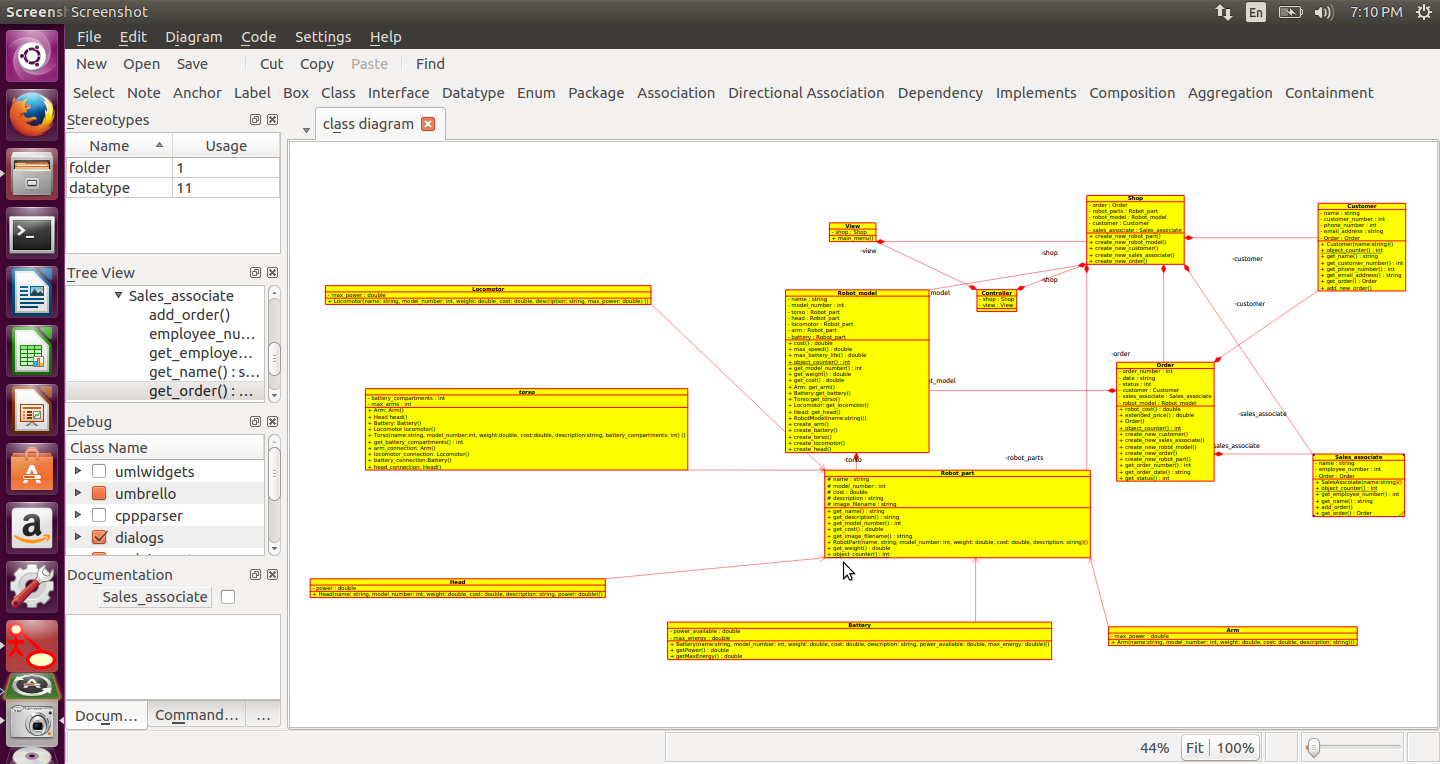 Screens Screenshot
En
7:10 PM
File Edit Diagram Code Settings Help
New Open Save Cut Copy Paste Find
Select Note Anchor Label Box Class Interface Datatype Enum Package Association Directional Association Dependency Implements Composition Aggregation Containment
Stereotypes
Name Usage
folder 1
datatype 11
Tree View
Sales_associate
add_order()
employee_nu...
get_employe...
get_name() : s...
get_order() : ...
Debug
Class Name
umlwidgets
umbrello
cppparser
dialogs
Documentation
Sales_associate
Docum... Command... ...
class diagram
View
- shop : Shop
+ main_menu()
-view
Shop
- order : Order
- robot_parts : Robot_part
- robot_model : Robot_model
- customer : Customer
- sales_associate : Sales_associate
+ create_new_robot_part()
+ create_new_robot_model()
+ create_new_customer()
+ create_new_sales_associate()
+ create_new_order()
-shop
-shop
-customer
-customer
Customer
- name : string
- customer_number : int
- phone_number : int
- email_address : string
- Order : Order
+ Customer(name:string)()
+ object_counter() : int
+ get_name() : string
+ get_customer_number() : int
+ get_phone_number() : int
+ get_email_address() : string
+ get_order() : Order
+ add_new_order()
Locomotor
- max_power : double
+ Locomotor(name: string, model_number: int, weight: double, cost: double, description: string, max_power: double) ()
Robot_model
- name : string
- model_number : int
- torso : Robot_part
- head : Robot_part
- locomotor : Robot_part
- arm : Robot_part
- battery : Robot_part
+ cost() : double
+ max_speed() : double
+ max_battery_life() : double
+ object_counter() : int
+ get_model_number() : int
+ get_weight() : double
+ get_cost() : double
+ Arm: get_arm()
+ Battery:get_battery()
+ Torso:get_torso()
+ Locomotor: get_locomotor()
+ Head: get_head()
+ RobotModel(name:string)()
+ create_arm()
+ create_battery()
+ create_torso()
+ create_locomotor()
+ create_head()
model
Controller
- shop : Shop
- view : View
-order
Order
- order_number : int
- date : string
- status : int
- customer : Customer
- sales_associate : Sales_associate
- robot_model : Robot_model
+ robot_cost() : double
+ extended_price() : double
+ Order()
+ object_counter() : int
+ create_new_customer()
+ create_new_sales_associate()
+ create_new_robot_model()
+ create_new_order()
+ create_new_robot_part()
+ get_order_number() : int
+ get_order_date() : string
+ get_status() : int
t_model
-sales_associate
sales_associate
Sales_associate
- name : string
- employee_number : int
- Order : Order
+ SalesAsscoiate(name:string)()
+ object_counter() : int
+ get_employee_number() : int
+ get_name() : string
+ add_order()
+ get_order() : Order
torso
- battery_compartments : int
- max_arms : int
+ Arm: Arm()
+ Head head()
+ Battery: Battery()
+ Locomotor locomotor()
+ Torso(name:string, model_number:int, weight:double, cost:double, description:string, battery_compartments: int) ()
+ get_battery_compartments() : int
+ arm_connection: Arm()
+ locomotor_connection: Locomotor()
+ battery_connection:Battery()
+ head_connection: Head()
-torso
-robot_parts
Robot_part
# name : string
# model_number : int
# cost : double
# description : string
# image_filename : string
+ get_name() : string
+ get_description() : string
+ get_model_number() : int
+ get_cost() : double
+ get_image_filename() : string
+ RobotPart(name: string, model_number: int, weight: double, cost: double, description: string)()
+ get_weight() : double
+ object_counter() : int
Head
- power : double
+ Head(name: string, model_number: int, weight: double, cost: double, description: string, power: double)()
Battery
- power_available : double
- max_energy : double
+ Battery(name:string, model_number: int, weight: double, cost: double, description: string, power_available: double, max_energy: double)()
+ getPower() : double
+ getMaxEnergy() : double
Arm
- max_power : double
+ Arm(name:string, model_number: int, weight: double, cost: double, description: string)()
44% Fit 100%